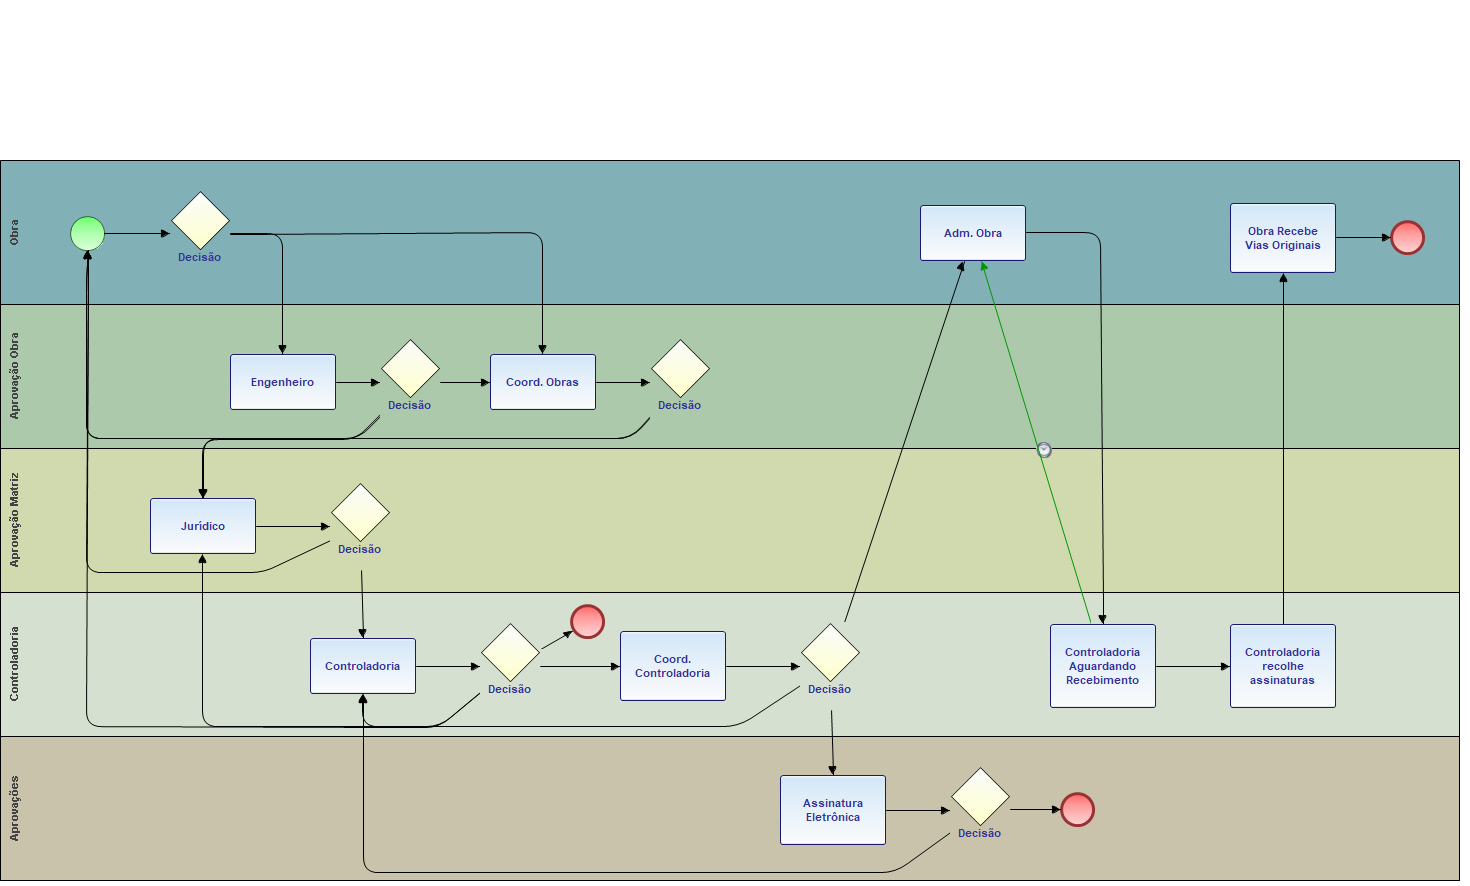 Obra
Decisão
Adm. Obra
Obra Recebe
Vias Originais
Aprovação Obra
Engenheiro
Decisão
Coord. Obras
Decisão
Aprovação Matriz
Jurídico
Decisão
Controladoria
Controladoria
Decisão
Coord.
Controladoria
Decisão
Controladoria
Aguardando
Recebimento
Controladoria
recolhe
assinaturas
Aprovações
Assinatura
Eletrônica
Decisão